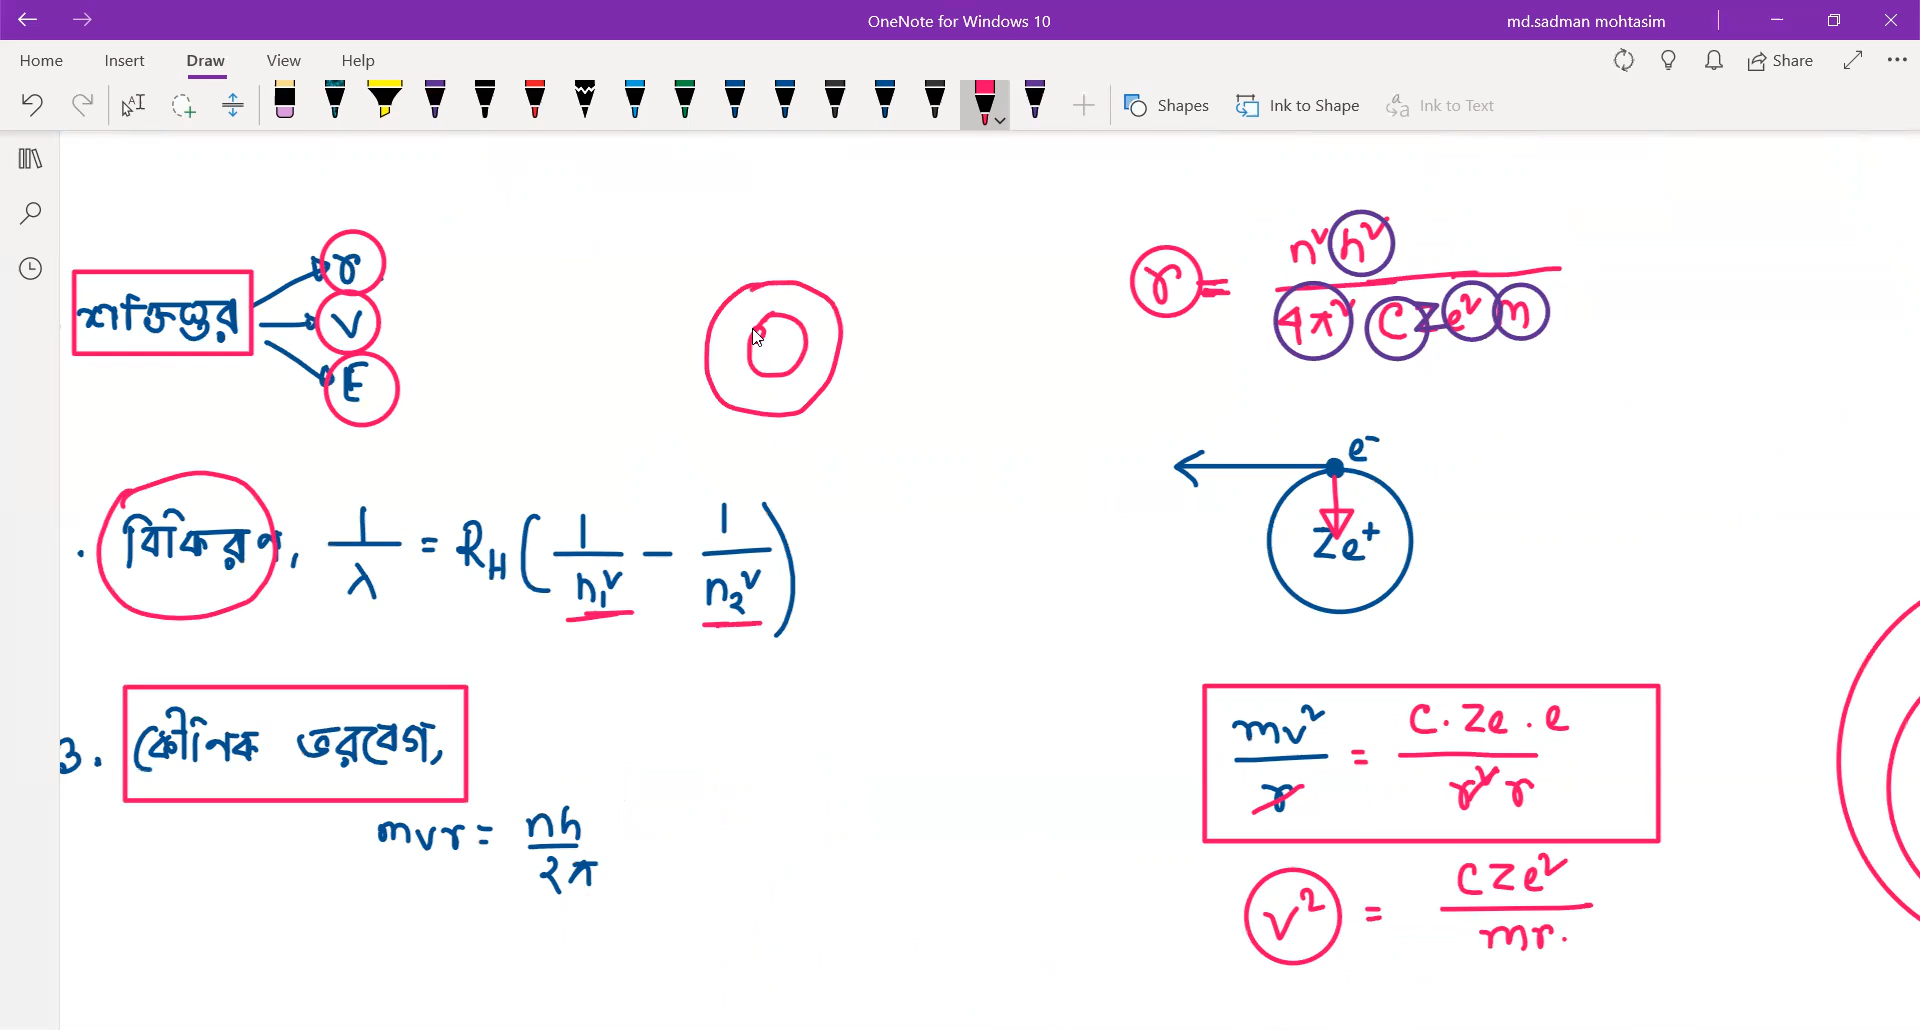 OneNote for Windows 10
md.sadman mohtasim
Home Insert Draw View Help
Share
Shapes Ink to Shape Ink to Text
শক্তিস্তর
r
v
E
r = n²h² / 4π² C Z e² m
e⁻
Ze⁺
বিকিরণ, 1/λ = R_H (1/n₁² − 1/n₂²)
৩. কৌণিক ভরবেগ,
mvr = nh / 2π
mv² / r = C · Ze · e / r² r
v² = CZe² / mr.